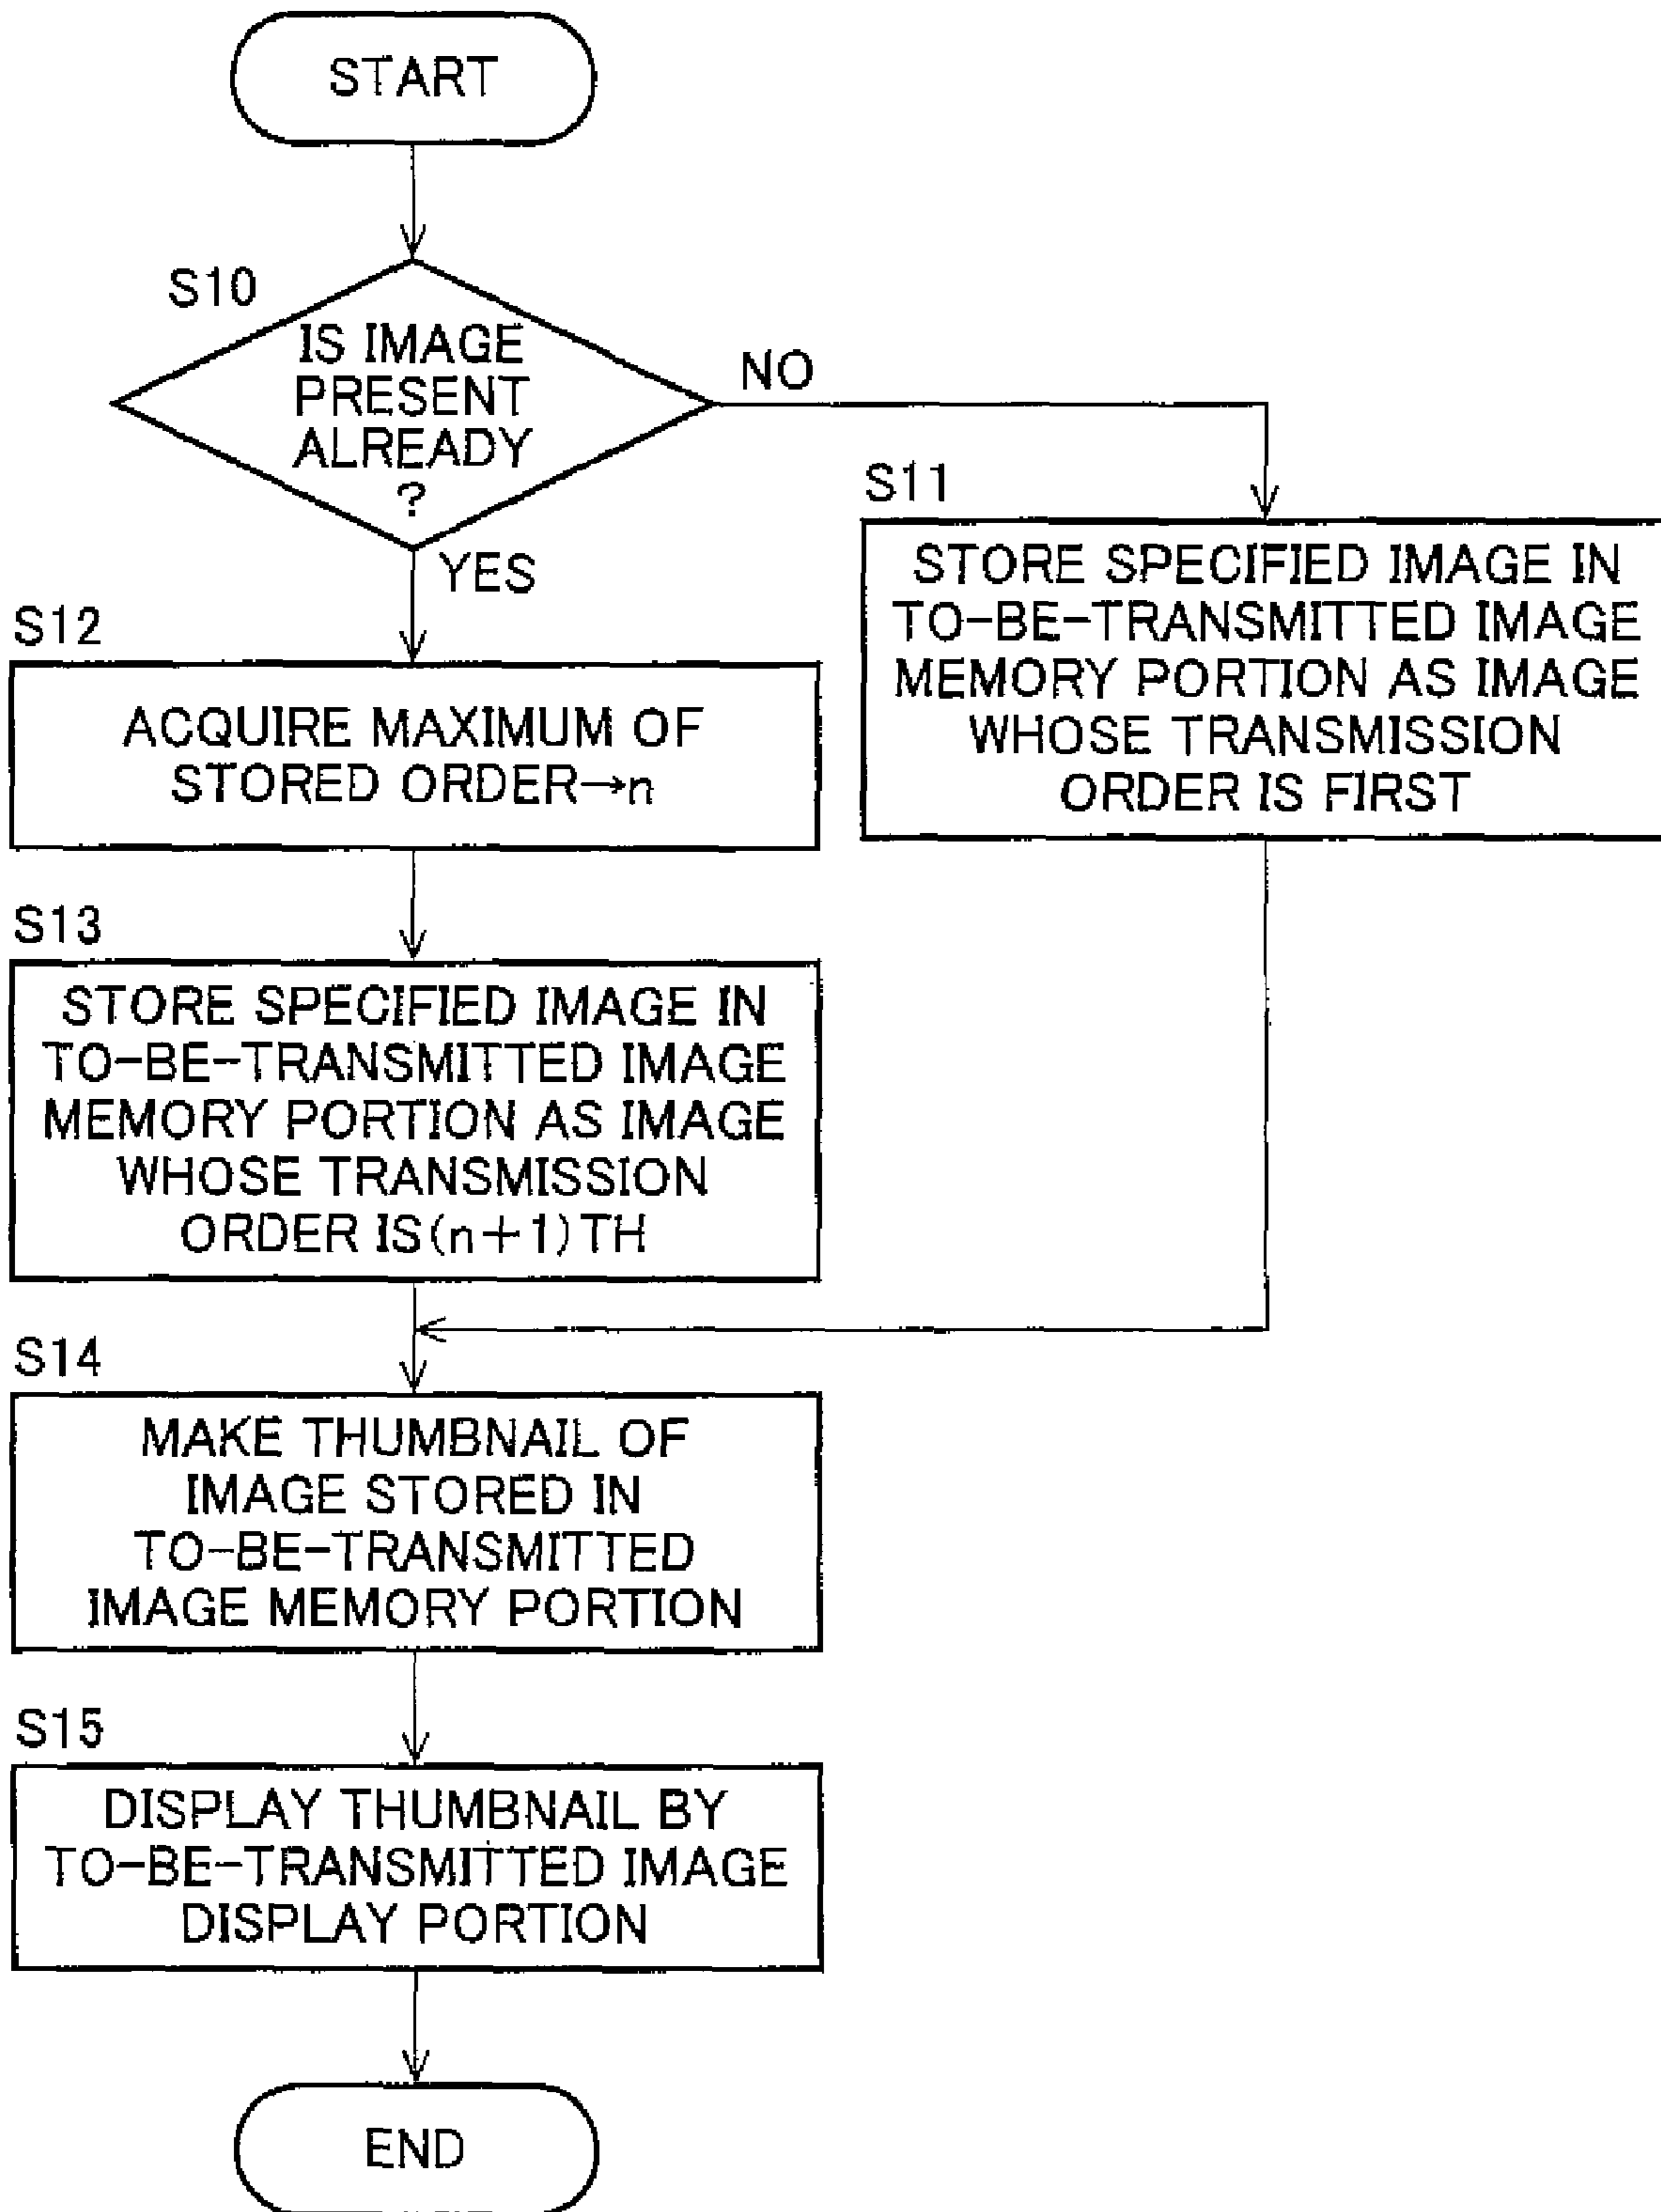 START
S10
IS IMAGE
PRESENT
ALREADY
?
NO
YES
S11
STORE SPECIFIED IMAGE IN
TO-BE-TRANSMITTED IMAGE
MEMORY PORTION AS IMAGE
WHOSE TRANSMISSION
ORDER IS FIRST
S12
ACQUIRE MAXIMUM OF
STORED ORDER→n
S13
STORE SPECIFIED IMAGE IN
TO-BE-TRANSMITTED IMAGE
MEMORY PORTION AS IMAGE
WHOSE TRANSMISSION
ORDER IS(n+1)TH
S14
MAKE THUMBNAIL OF
IMAGE STORED IN
TO-BE-TRANSMITTED
IMAGE MEMORY PORTION
S15
DISPLAY THUMBNAIL BY
TO-BE-TRANSMITTED IMAGE
DISPLAY PORTION
END